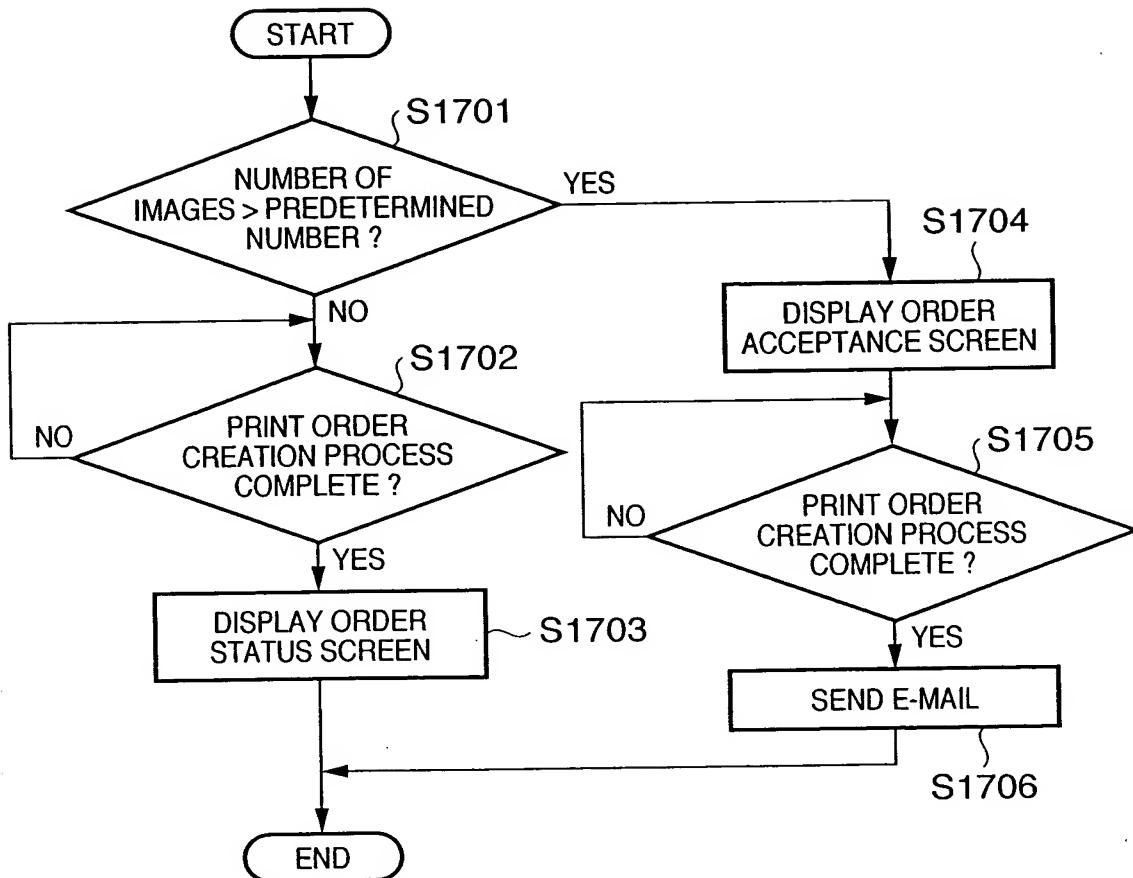 START
S1701
NUMBER OF
IMAGES > PREDETERMINED
NUMBER ?
YES
NO
S1702
PRINT ORDER
CREATION PROCESS
COMPLETE ?
NO
YES
DISPLAY ORDER
STATUS SCREEN
S1703
S1704
DISPLAY ORDER
ACCEPTANCE SCREEN
S1705
PRINT ORDER
CREATION PROCESS
COMPLETE ?
NO
YES
SEND E-MAIL
S1706
END